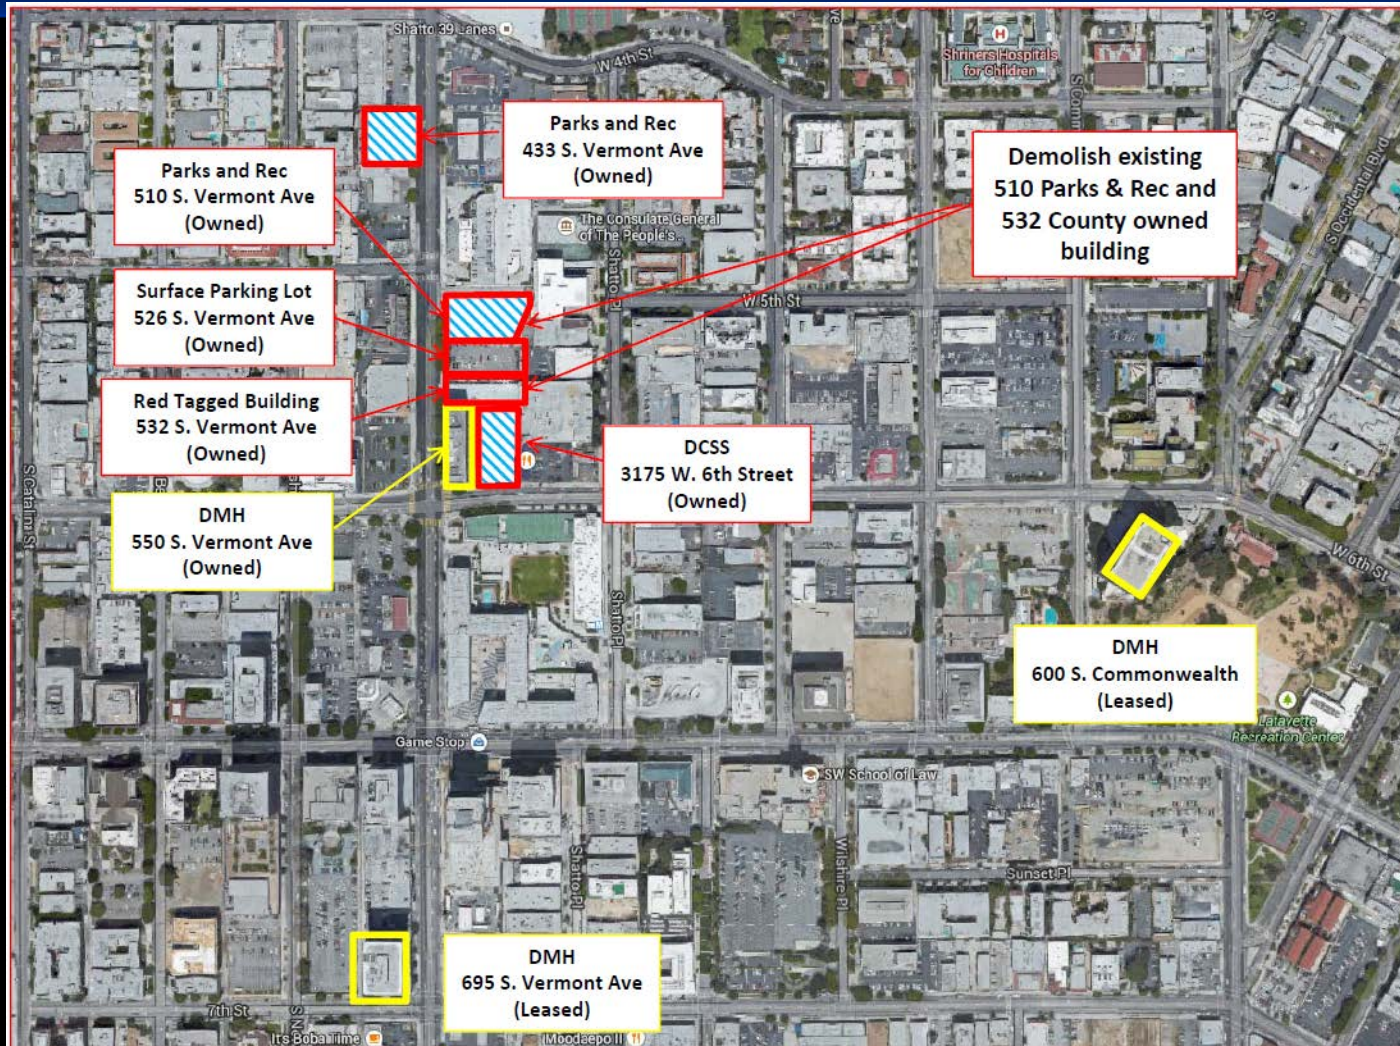 Shatto 39 Lanes
W 4th St
Shriners Hospitals
for Children
Parks and Rec
433 S. Vermont Ave
(Owned)
Parks and Rec
510 S. Vermont Ave
(Owned)
Demolish existing
510 Parks & Rec and
532 County owned
building
S Occidental Blvd
The Consulate General
of The People's...
Shatto Pl
W 5th St
Surface Parking Lot
526 S. Vermont Ave
(Owned)
Red Tagged Building
532 S. Vermont Ave
(Owned)
DCSS
3175 W. 6th Street
(Owned)
S Catalina St
DMH
550 S. Vermont Ave
(Owned)
W 6th St
Shatto Pl
DMH
600 S. Commonwealth
(Leased)
Lafayette
Recreation Center
Game Stop
SW School of Law
Shatto Pl
Wilshire Pl
Sunset Pl
DMH
695 S. Vermont Ave
(Leased)
7th St
It's Boba Time
Moodaepo II